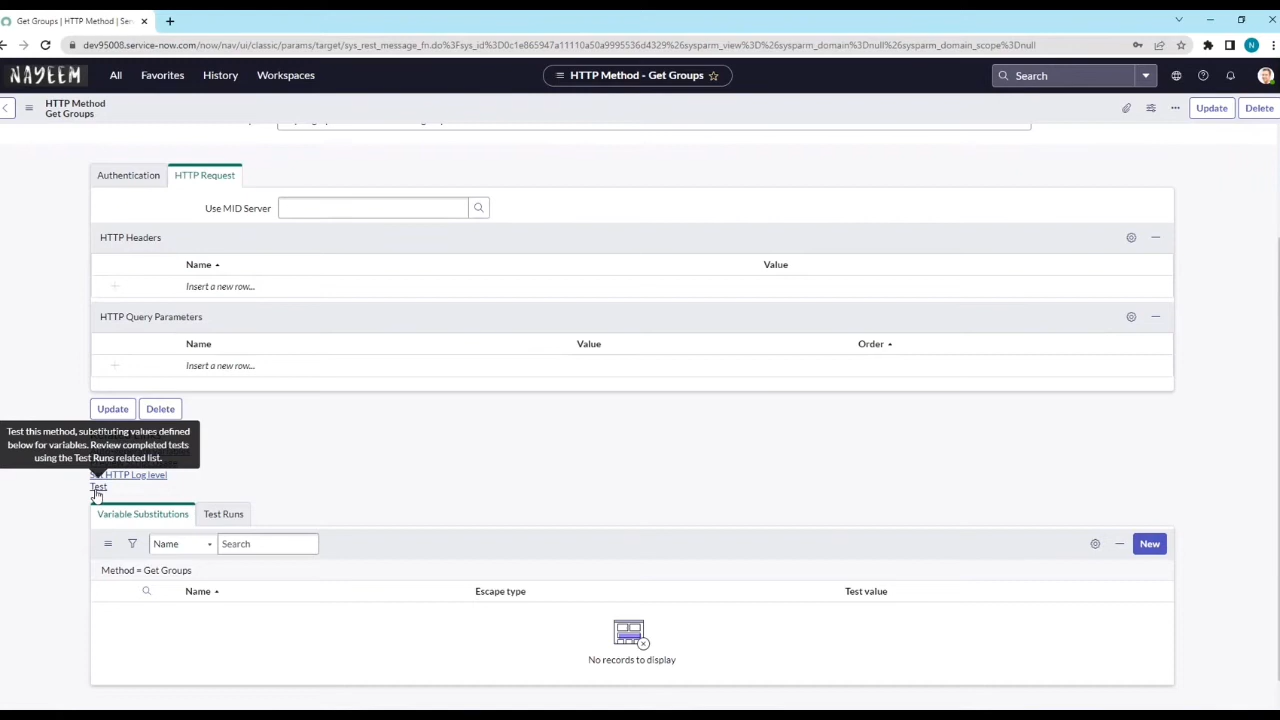 Get Groups | HTTP Method | Ser
dev95008.service-now.com/now/nav/ui/classic/params/target/sys_rest_message_fn.do%3Fsys_id%3D0c1e865947a11110a50a9995536d4329%26sysparm_view%3D%26sysparm_domain%3Dnull%26sysparm_domain_scope%3Dnull
N
NAYEEM
All
Favorites
History
Workspaces
HTTP Method - Get Groups
Search
HTTP Method
Get Groups
Update
Delete
Authentication
HTTP Request
Use MID Server
HTTP Headers
Name
Value
Insert a new row...
HTTP Query Parameters
Name
Value
Order
Insert a new row...
Update
Delete
Test this method, substituting values defined
below for variables. Review completed tests
using the Test Runs related list.
Set HTTP Log level
Test
Variable Substitutions
Test Runs
Name
Search
New
Method = Get Groups
Name
Escape type
Test value
No records to display